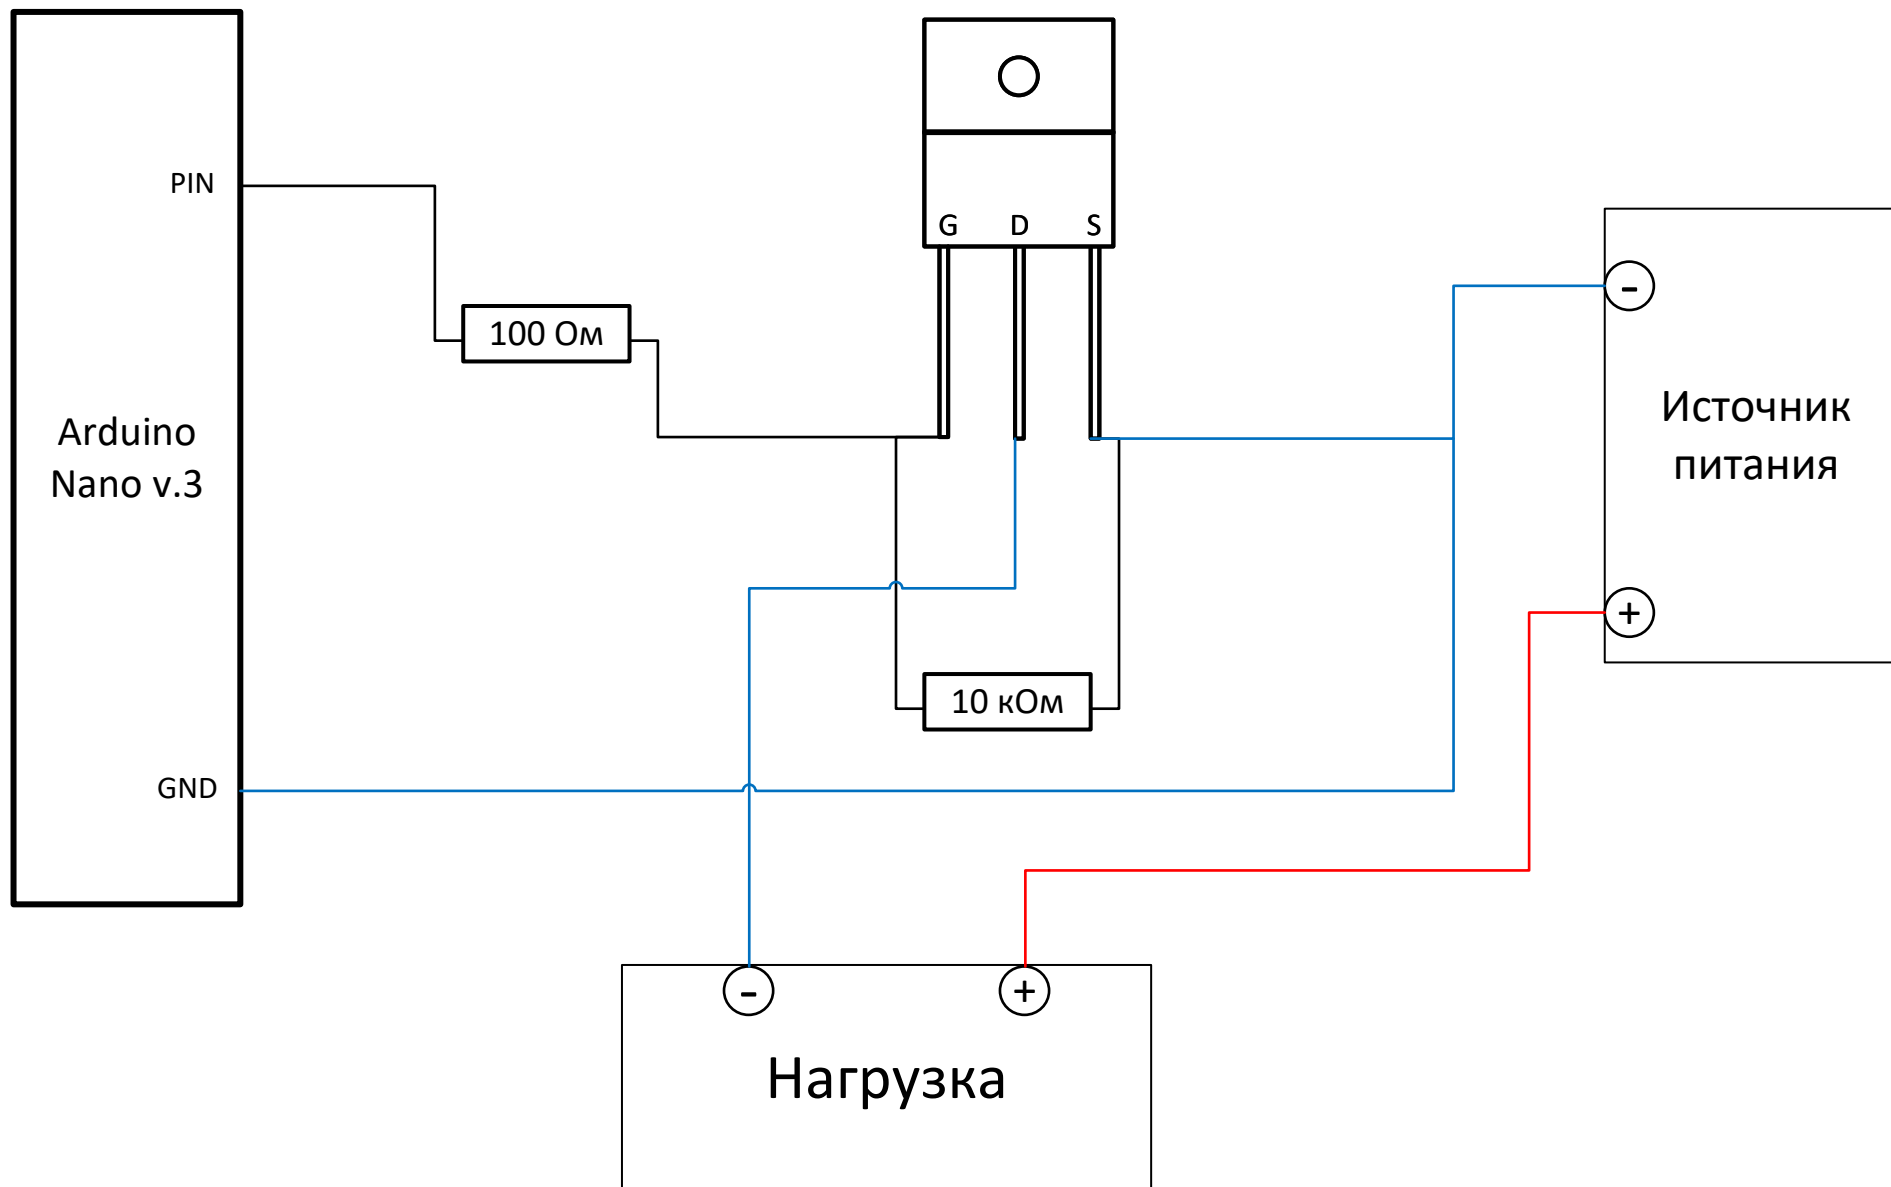 PIN
Arduino
Nano v.3
GND
100 Ом
G D S
10 кОм
-
Источник
питания
+
- +
Нагрузка